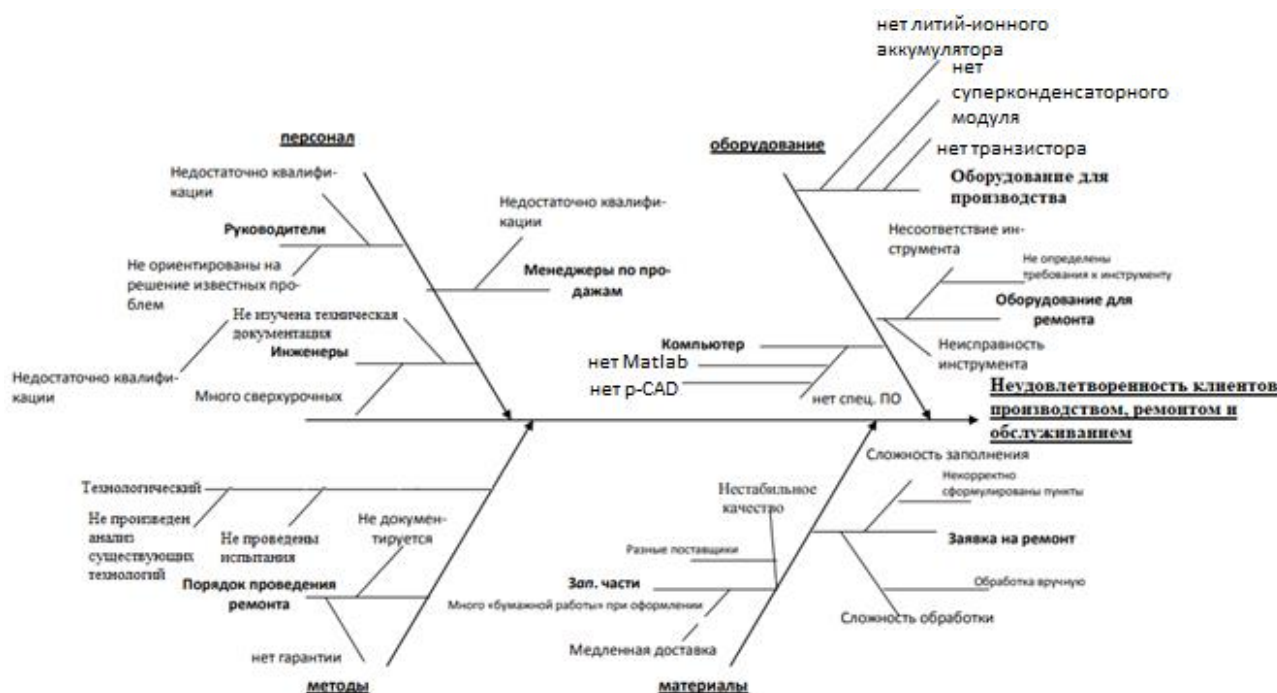 нет литий-ионного
аккумулятора
нет
суперконденсаторного
модуля
нет транзистора
персонал
оборудование
Недостаточно квалифи-
кации
Оборудование для
производства
Недостаточно квалифи-
кации
Руководители
Несоответствие ин-
струмента
Не ориентированы на
решение известных про-
блем
Менеджеры по про-
дажам
Не определены
требования к инструменту
Оборудование для
ремонта
Не изучена техническая
документация
Инженеры
Компьютер
Неисправность
инструмента
нет Matlab
нет p-CAD
Недостаточно квалифи-
кации
Много сверхурочных
нет спец. ПО
Неудовлетворенность клиентов
производством, ремонтом и
обслуживанием
Сложность заполнения
Технологический
Нестабильное
качество
Некорректно
сформулированы пункты
Не произведен
анализ
существующих
технологий
Не проведены
испытания
Не докумен-
тируется
Разные поставщики
Заявка на ремонт
Порядок проведения
ремонта
Зап. части
Обработка вручную
Много «бумажной работы» при оформлении
Сложность обработки
нет гарантии
Медленная доставка
методы
материалы